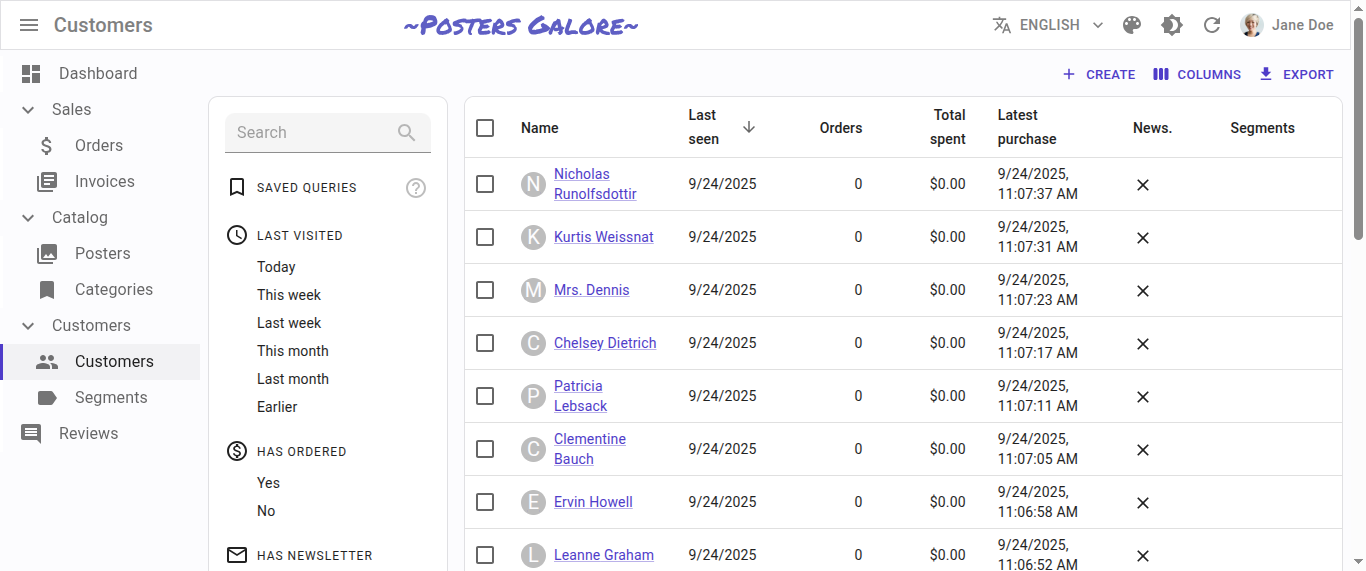 Customers
~Posters Galore~
ENGLISH
Jane Doe
Dashboard
Sales
Orders
Invoices
Catalog
Posters
Categories
Customers
Customers
Segments
Reviews
CREATE
COLUMNS
EXPORT
Search
SAVED QUERIES
?
LAST VISITED
Today
This week
Last week
This month
Last month
Earlier
HAS ORDERED
Yes
No
HAS NEWSLETTER
Name
Last
seen
Orders
Total
spent
Latest
purchase
News.
Segments
N
Nicholas
Runolfsdottir
9/24/2025
0
$0.00
9/24/2025,
11:07:37 AM
K
Kurtis Weissnat
9/24/2025
0
$0.00
9/24/2025,
11:07:31 AM
M
Mrs. Dennis
9/24/2025
0
$0.00
9/24/2025,
11:07:23 AM
C
Chelsey Dietrich
9/24/2025
0
$0.00
9/24/2025,
11:07:17 AM
P
Patricia
Lebsack
9/24/2025
0
$0.00
9/24/2025,
11:07:11 AM
C
Clementine
Bauch
9/24/2025
0
$0.00
9/24/2025,
11:07:05 AM
E
Ervin Howell
9/24/2025
0
$0.00
9/24/2025,
11:06:58 AM
L
Leanne Graham
9/24/2025
0
$0.00
9/24/2025,
11:06:52 AM